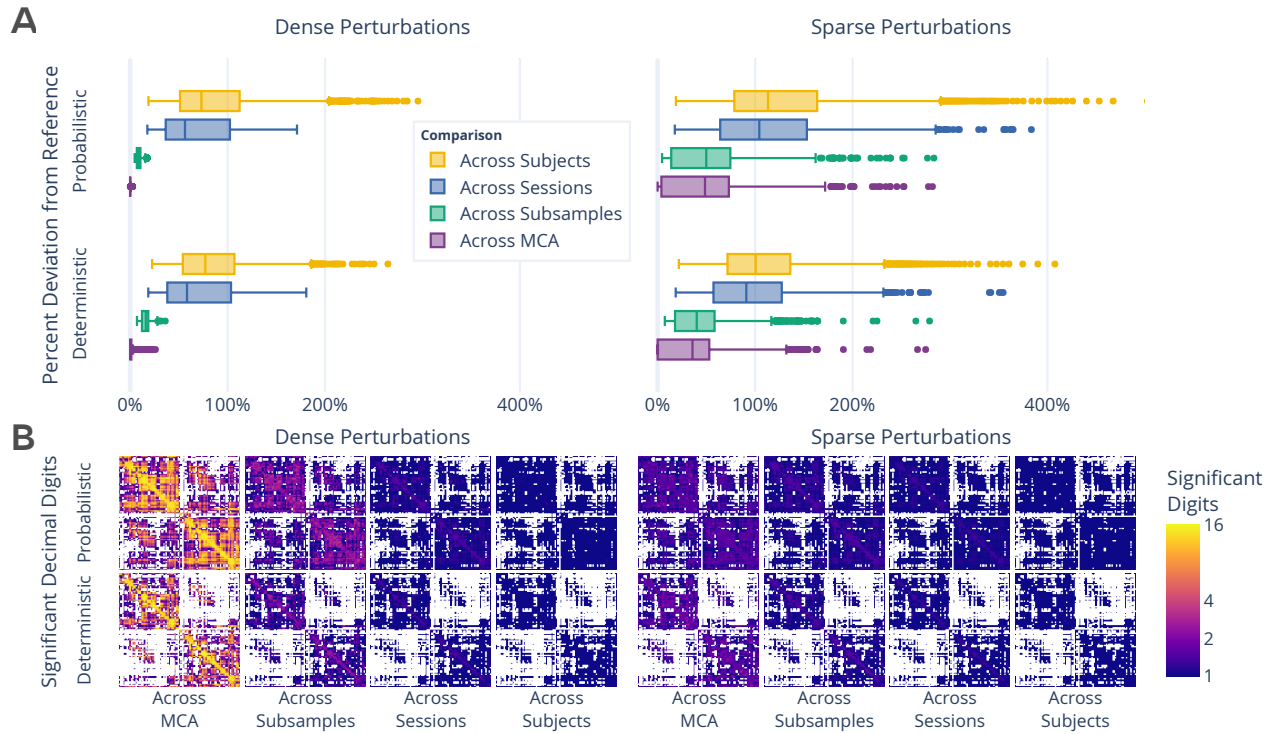 A
Dense Perturbations
Sparse Perturbations
Percent Deviation from Reference
Probabilistic
Deterministic
Comparison
Across Subjects
Across Sessions
Across Subsamples
Across MCA
0% 100% 200% 400%
0% 100% 200% 400%
B
Dense Perturbations
Sparse Perturbations
Significant Decimal Digits
Probabilistic
Deterministic
Significant
Digits
16
4
2
1
Across
MCA
Across
Subsamples
Across
Sessions
Across
Subjects
Across
MCA
Across
Subsamples
Across
Sessions
Across
Subjects